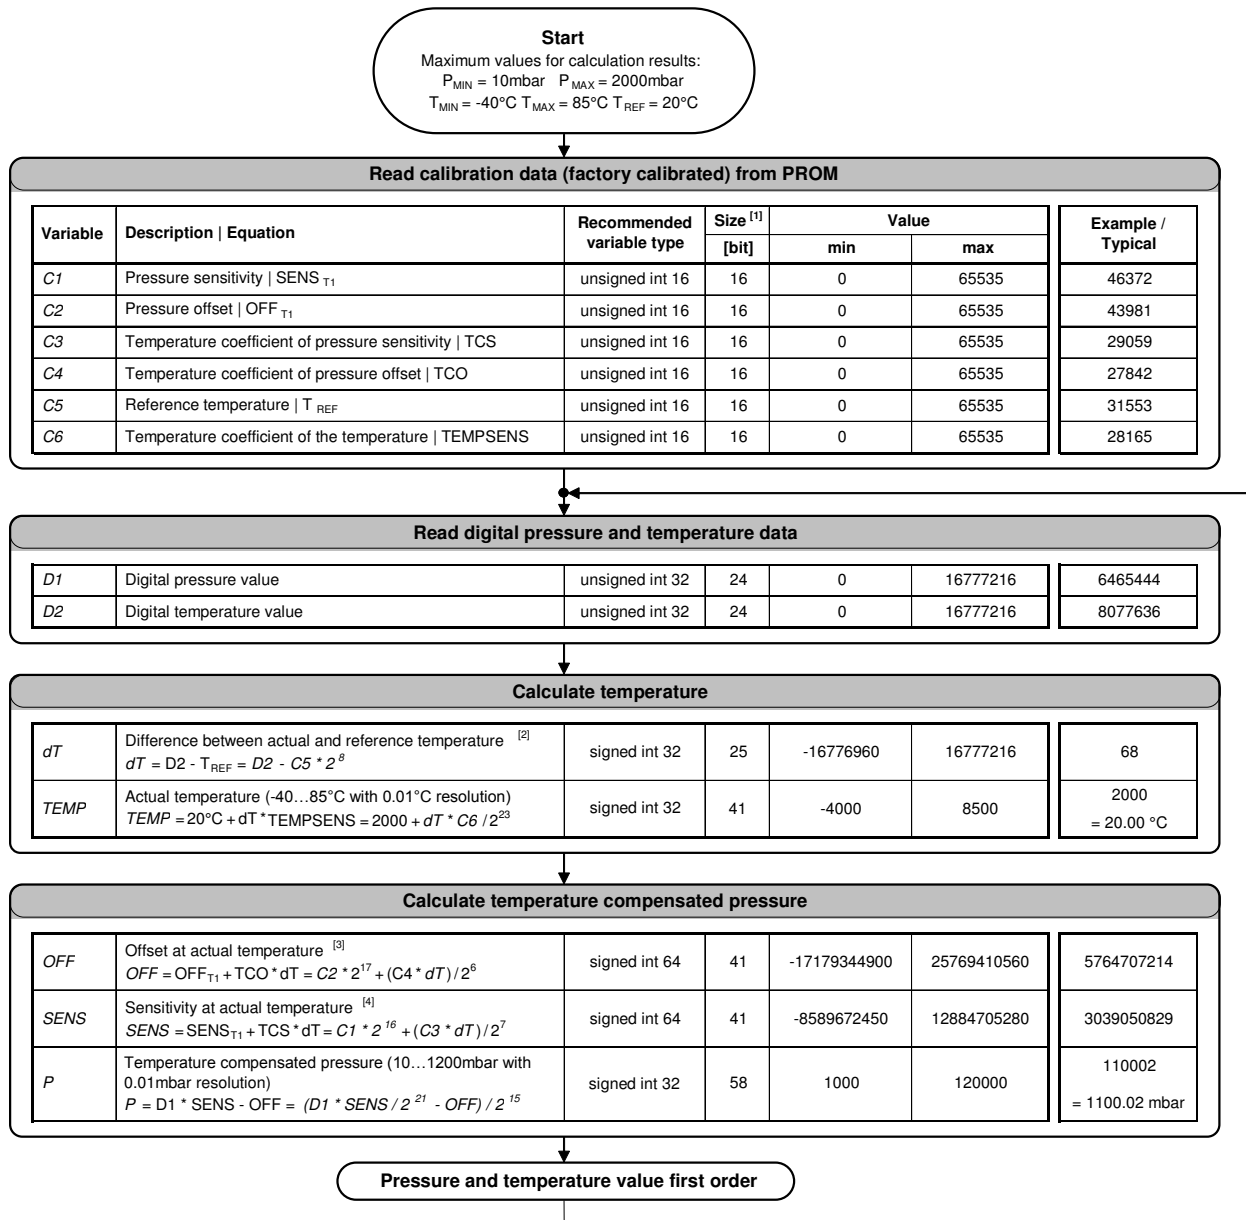 Start
Maximum values for calculation results:
PMIN = 10mbar PMAX = 2000mbar
TMIN = -40°C TMAX = 85°C TREF = 20°C
Read calibration data (factory calibrated) from PROM
Variable Description | Equation Recommended variable type Size [1] [bit] Value min max Example / Typical
C1 Pressure sensitivity | SENS T1 unsigned int 16 16 0 65535 46372
C2 Pressure offset | OFF T1 unsigned int 16 16 0 65535 43981
C3 Temperature coefficient of pressure sensitivity | TCS unsigned int 16 16 0 65535 29059
C4 Temperature coefficient of pressure offset | TCO unsigned int 16 16 0 65535 27842
C5 Reference temperature | T REF unsigned int 16 16 0 65535 31553
C6 Temperature coefficient of the temperature | TEMPSENS unsigned int 16 16 0 65535 28165
Read digital pressure and temperature data
D1 Digital pressure value unsigned int 32 24 0 16777216 6465444
D2 Digital temperature value unsigned int 32 24 0 16777216 8077636
Calculate temperature
dT Difference between actual and reference temperature [2] signed int 32 25 -16776960 16777216 68
dT = D2 - TREF = D2 - C5 * 2^8
TEMP Actual temperature (-40…85°C with 0.01°C resolution) signed int 32 41 -4000 8500 2000
TEMP = 20°C + dT * TEMPSENS = 2000 + dT * C6 / 2^23 = 20.00 °C
Calculate temperature compensated pressure
OFF Offset at actual temperature [3] signed int 64 41 -17179344900 25769410560 5764707214
OFF = OFFT1 + TCO * dT = C2 * 2^17 + (C4 * dT) / 2^6
SENS Sensitivity at actual temperature [4] signed int 64 41 -8589672450 12884705280 3039050829
SENS = SENST1 + TCS * dT = C1 * 2^16 + (C3 * dT) / 2^7
P Temperature compensated pressure (10…1200mbar with signed int 32 58 1000 120000 110002
0.01mbar resolution)
P = D1 * SENS - OFF = (D1 * SENS / 2^21 - OFF) / 2^15 = 1100.02 mbar
Pressure and temperature value first order